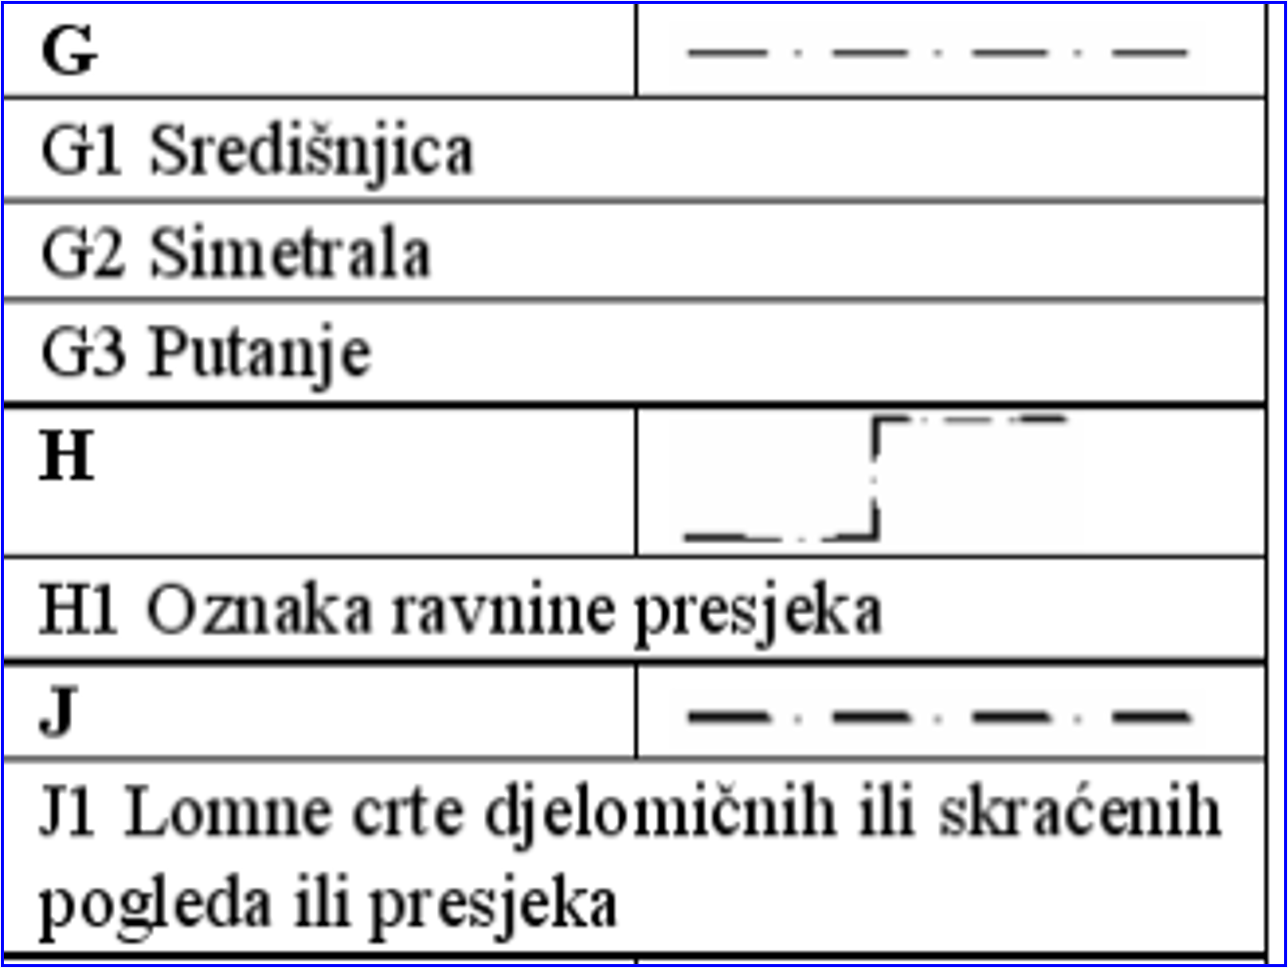 G
G1 Središnjica
G2 Simetrala
G3 Putanje
H
H1 Oznaka ravnine presjeka
J
J1 Lomne crte djelomičnih ili skraćenih
pogleda ili presjeka